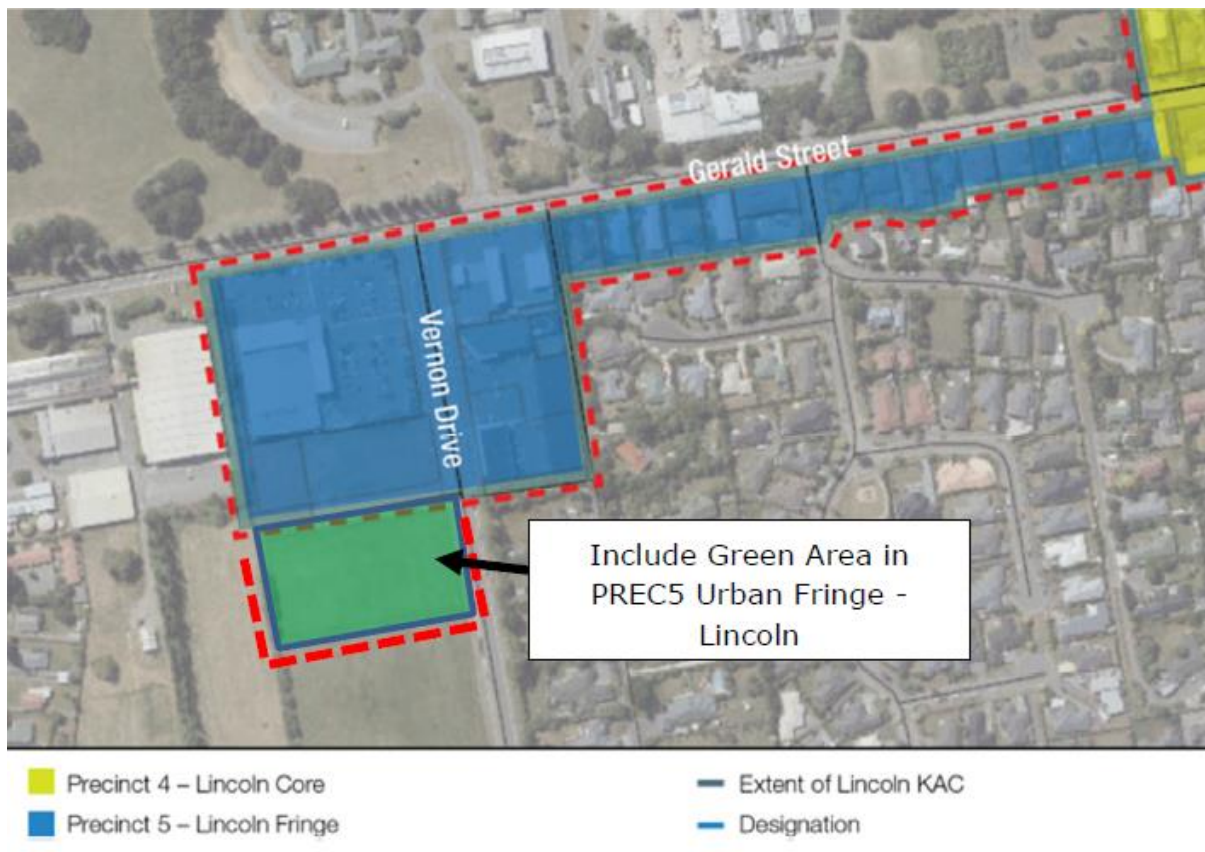 Gerald Street
Vernon Drive
Include Green Area in
PREC5 Urban Fringe -
Lincoln
Precinct 4 – Lincoln Core
Precinct 5 – Lincoln Fringe
Extent of Lincoln KAC
Designation